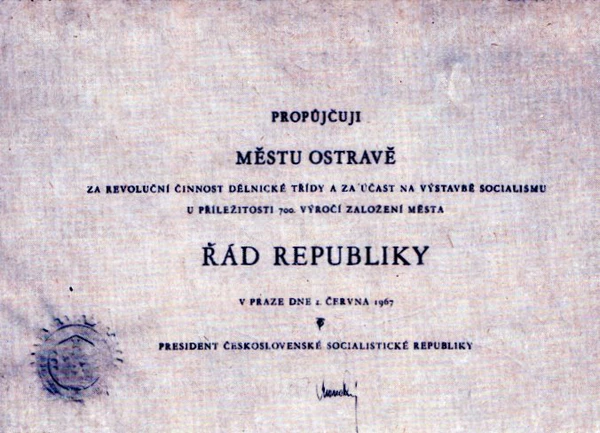 PROPŮJČUJI
MĚSTU OSTRAVĚ
ZA REVOLUČNÍ ČINNOST DĚLNICKÉ TŘÍDY A ZA ÚČAST NA VÝSTAVBĚ SOCIALISMU
U PŘÍLEŽITOSTI 700. VÝROČÍ ZALOŽENÍ MĚSTA
ŘÁD REPUBLIKY
V PRAZE DNE 2. ČERVNA 1967
PRESIDENT ČESKOSLOVENSKÉ SOCIALISTICKÉ REPUBLIKY